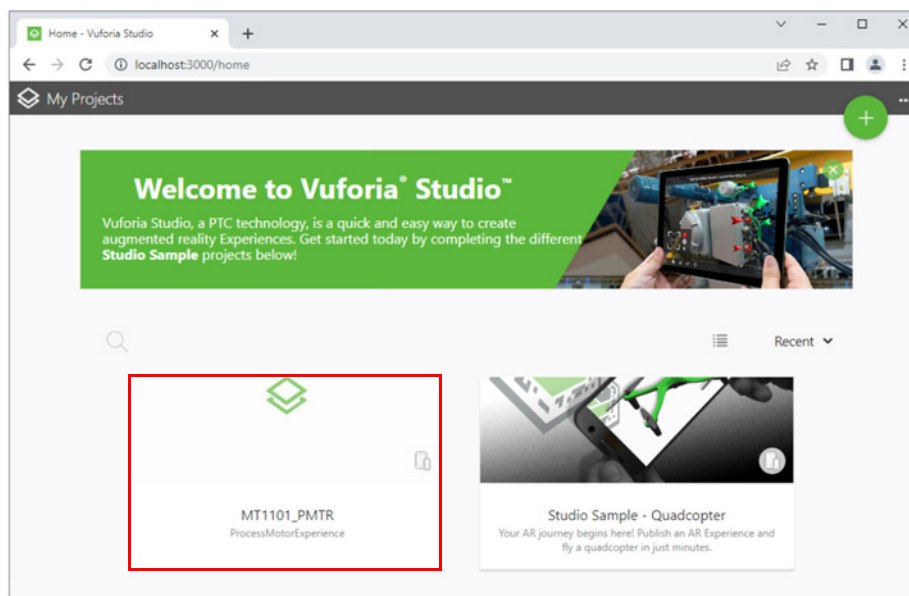 Home - Vuforia Studio
localhost:3000/home
My Projects
Welcome to Vuforia® Studio™
Vuforia Studio, a PTC technology, is a quick and easy way to create
augmented reality Experiences. Get started today by completing the different
Studio Sample projects below!
Recent
MT1101_PMTR
ProcessMotorExperience
Studio Sample - Quadcopter
Your AR journey begins here! Publish an AR Experience and
fly a quadcopter in just minutes.